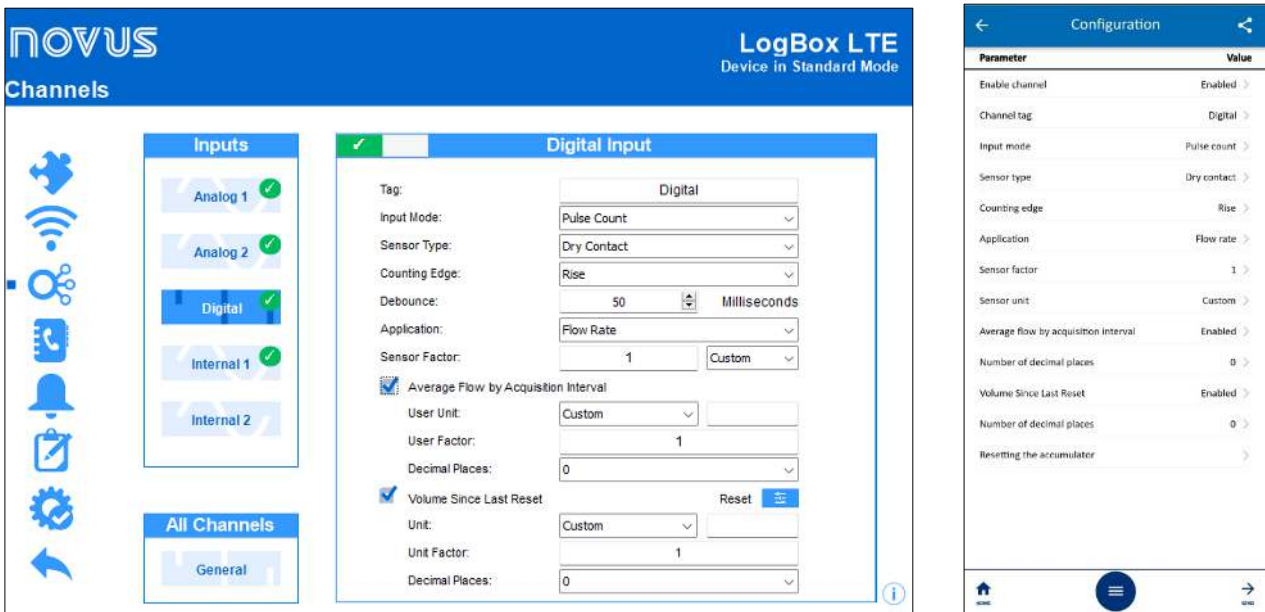 novus
LogBox LTE
Device in Standard Mode
Channels
Inputs
Analog 1
Analog 2
Digital
Internal 1
Internal 2
All Channels
General
Digital Input
Tag: Digital
Input Mode: Pulse Count
Sensor Type: Dry Contact
Counting Edge: Rise
Debounce: 50 Milliseconds
Application: Flow Rate
Sensor Factor: 1 Custom
Average Flow by Acquisition Interval
User Unit: Custom
User Factor: 1
Decimal Places: 0
Volume Since Last Reset Reset
Unit: Custom
Unit Factor: 1
Decimal Places: 0
i
Configuration
Parameter Value
Enable channel Enabled
Channel tag Digital
Input mode Pulse count
Sensor type Dry contact
Counting edge Rise
Application Flow rate
Sensor factor 1
Sensor unit Custom
Average flow by acquisition interval Enabled
Number of decimal places 0
Volume Since Last Reset Enabled
Number of decimal places 0
Resetting the accumulator
HOME SEND